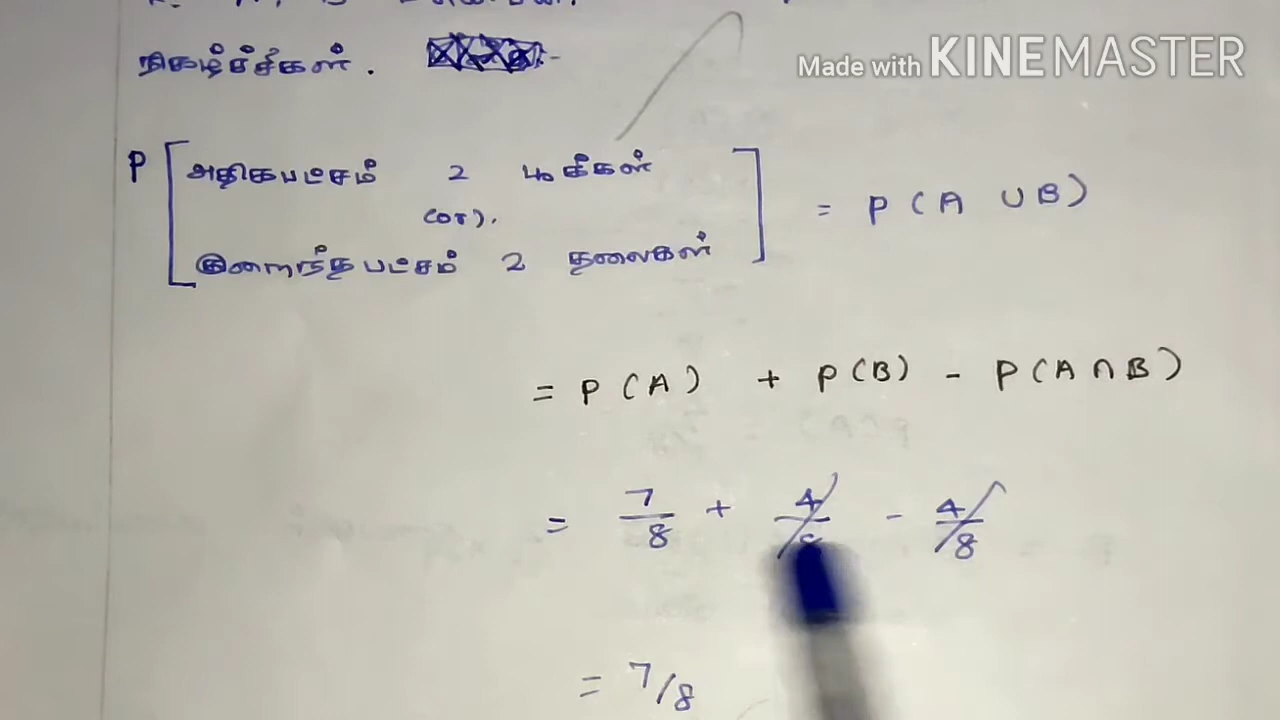 Made with KINEMASTER
நிகழ்ச்சிகள்.
P [ அதிகபட்சம் 2 பூக்கள்
(or).
குறைந்தபட்சம் 2 தலைகள் ] = P(A ∪ B)
= P(A) + P(B) - P(A ∩ B)
= 7/8 + 4/8 - 4/8
= 7/8